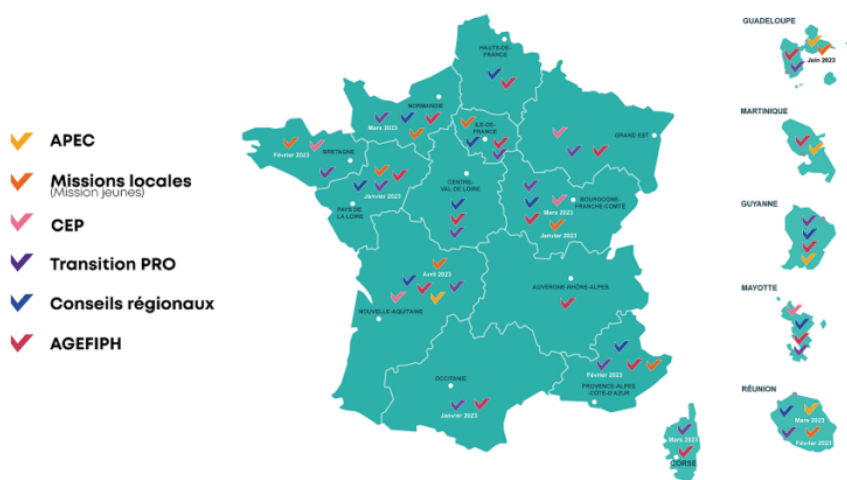 APEC
Missions locales
(Mission jeunes)
CEP
Transition PRO
Conseils régionaux
AGEFIPH
HAUTS-DE-
FRANCE
NORMANDIE
Mars 2023
ILE-DE-
FRANCE
GRAND EST
BRETAGNE
Février 2023
PAYS DE
LA LOIRE
Janvier 2023
CENTRE-
VAL DE LOIRE
BOURGOGNE-
FRANCHE-COMTÉ
Mars 2023
Janvier 2023
NOUVELLE-AQUITAINE
Avril 2023
AUVERGNE-RHÔNE-ALPES
OCCITANIE
Janvier 2023
PROVENCE-ALPES
-CÔTE-D'AZUR
Février 2023
CORSE
Mars 2023
GUADELOUPE
Juin 2023
MARTINIQUE
GUYANNE
MAYOTTE
RÉUNION
Mars 2023
Février 2023